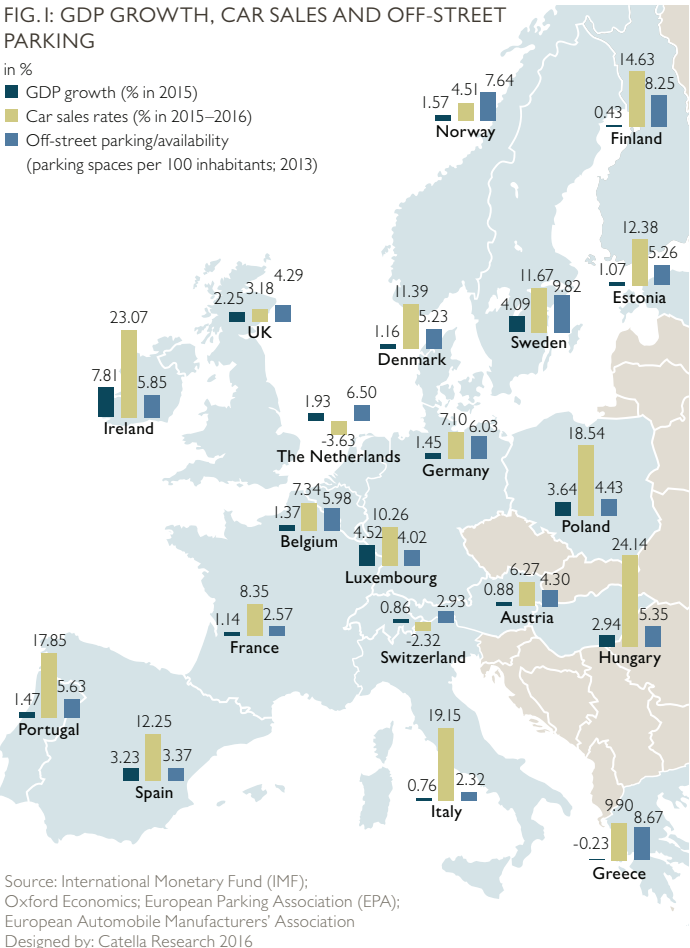 FIG. I: GDP GROWTH, CAR SALES AND OFF-STREET
PARKING
in %
GDP growth (% in 2015)
Car sales rates (% in 2015–2016)
Off-street parking/availability
(parking spaces per 100 inhabitants; 2013)
1.57 4.51 7.64
Norway
0.43 14.63 8.25
Finland
1.07 12.38 5.26
Estonia
2.25 3.18 4.29
UK
1.16 11.39 5.23
Denmark
4.09 11.67 9.82
Sweden
7.81 23.07 5.85
Ireland
1.93 -3.63 6.50
The Netherlands
1.45 7.10 6.03
Germany
3.64 18.54 4.43
Poland
1.37 7.34 5.98
Belgium
4.52 10.26 4.02
Luxembourg
0.88 6.27 4.30
Austria
2.94 24.14 5.35
Hungary
1.14 8.35 2.57
France
0.86 -2.32 2.93
Switzerland
1.47 17.85 5.63
Portugal
3.23 12.25 3.37
Spain
0.76 19.15 2.32
Italy
-0.23 9.90 8.67
Greece
Source: International Monetary Fund (IMF);
Oxford Economics; European Parking Association (EPA);
European Automobile Manufacturers’ Association
Designed by: Catella Research 2016